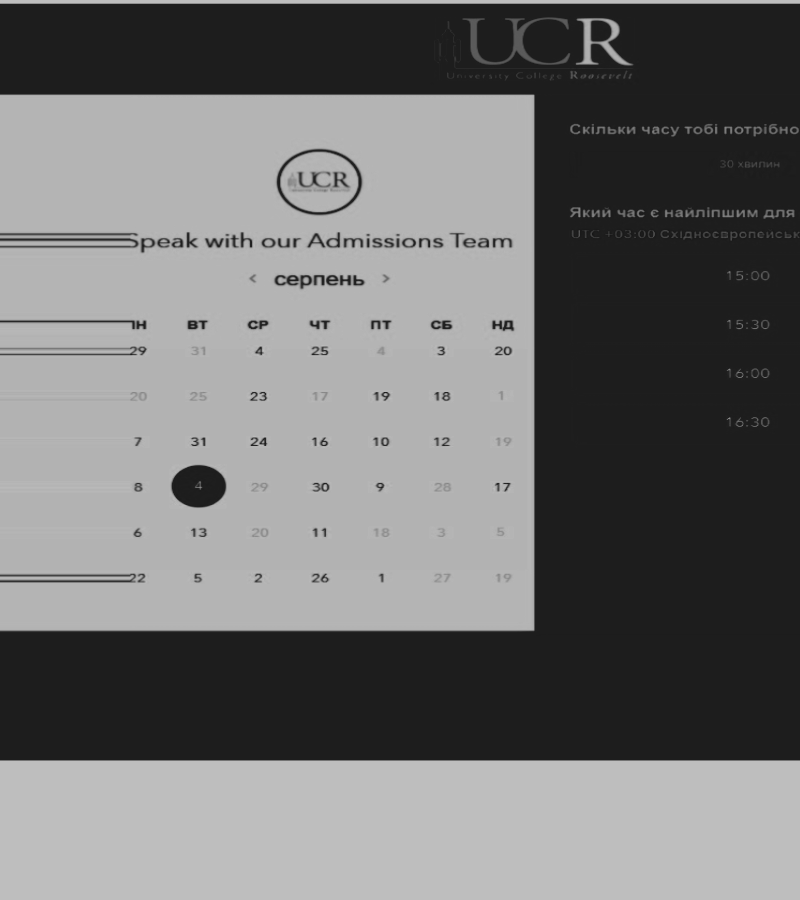 UCR
University College Roosevelt
UCR
Speak with our Admissions Team
< серпень >
ПН ВТ СР ЧТ ПТ СБ НД
29 31 4 25 4 3 20
20 25 23 17 19 18 1
7 31 24 16 10 12 19
8 4 29 30 9 28 17
6 13 20 11 18 3 5
22 5 2 26 1 27 19
Скільки часу тобі потрібно
30 хвилин
Який час є найліпшим для
UTC +03:00 Східноєвропейськ
15:00
15:30
16:00
16:30